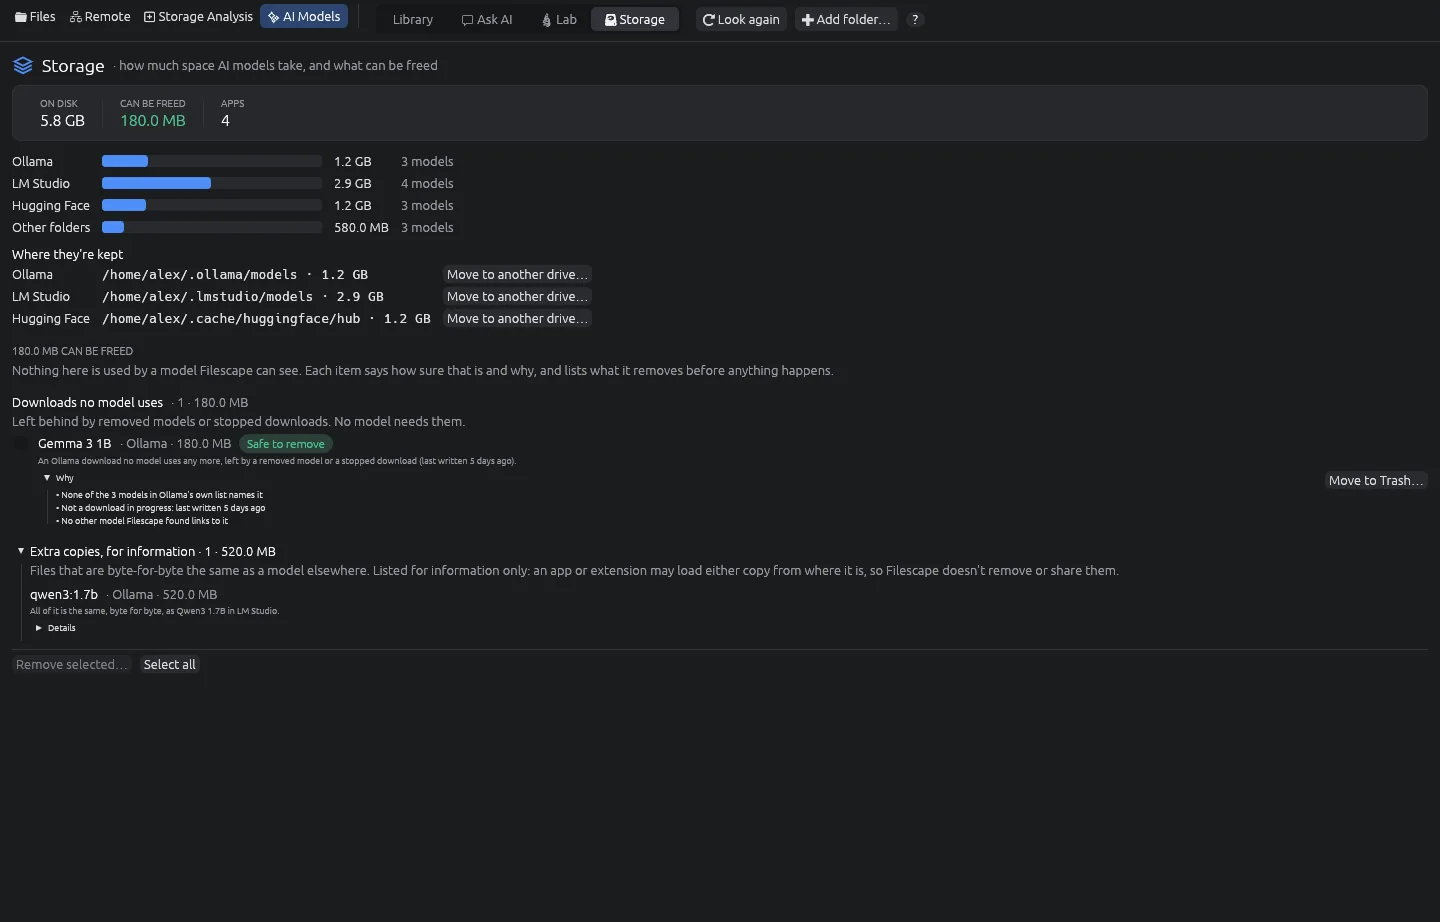 Files Remote Storage Analysis AI Models Library Ask AI Lab Storage Look again Add folder… ?
Storage · how much space AI models take, and what can be freed
ON DISK CAN BE FREED APPS
5.8 GB 180.0 MB 4
Ollama 1.2 GB 3 models
LM Studio 2.9 GB 4 models
Hugging Face 1.2 GB 3 models
Other folders 580.0 MB 3 models
Where they're kept
Ollama /home/alex/.ollama/models · 1.2 GB Move to another drive…
LM Studio /home/alex/.lmstudio/models · 2.9 GB Move to another drive…
Hugging Face /home/alex/.cache/huggingface/hub · 1.2 GB Move to another drive…
180.0 MB CAN BE FREED
Nothing here is used by a model Filescape can see. Each item says how sure that is and why, and lists what it removes before anything happens.
Downloads no model uses · 1 · 180.0 MB
Left behind by removed models or stopped downloads. No model needs them.
Gemma 3 1B · Ollama · 180.0 MB Safe to remove
An Ollama download no model uses any more, left by a removed model or a stopped download (last written 5 days ago).
▼ Why
Move to Trash…
• None of the 3 models in Ollama's own list names it
• Not a download in progress: last written 5 days ago
• No other model Filescape found links to it
▼ Extra copies, for information · 1 · 520.0 MB
Files that are byte-for-byte the same as a model elsewhere. Listed for information only: an app or extension may load either copy from where it is, so Filescape doesn't remove or share them.
qwen3:1.7b · Ollama · 520.0 MB
All of it is the same, byte for byte, as Qwen3 1.7B in LM Studio.
▶ Details
Remove selected… Select all